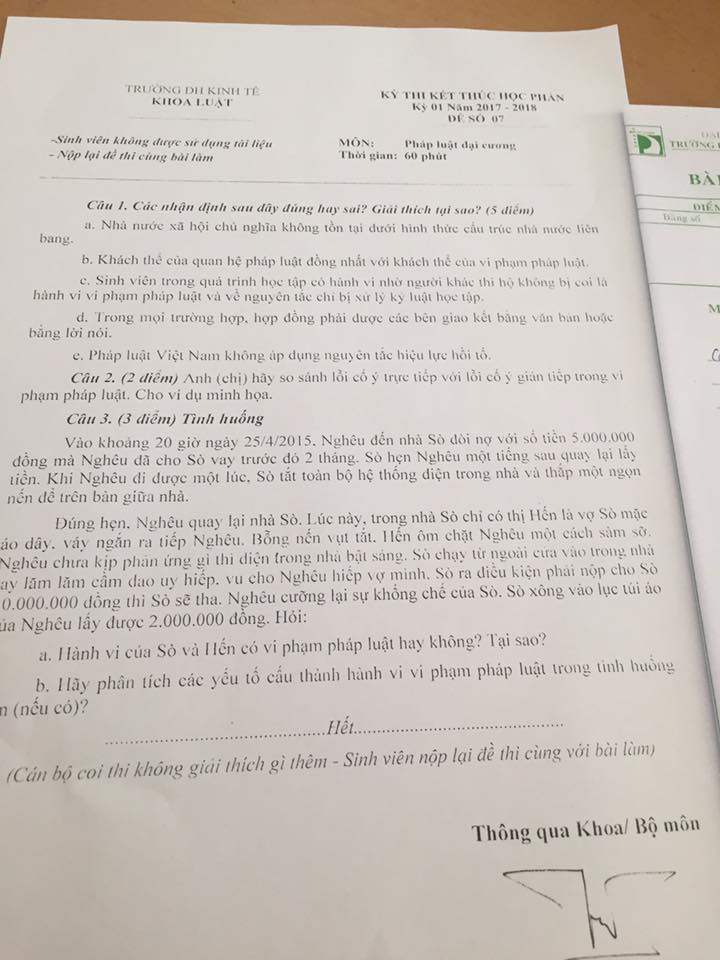 TRƯỜNG ĐH KINH TẾ
KHOA LUẬT
KỲ THI KẾT THÚC HỌC PHẦN
Kỳ 01 Năm 2017 - 2018
ĐỀ SỐ 07
-Sinh viên không được sử dụng tài liệu
- Nộp lại đề thi cùng bài làm
MÔN: Pháp luật đại cương
Thời gian: 60 phút
Câu 1. Các nhận định sau đây đúng hay sai? Giải thích tại sao? (5 điểm)
a. Nhà nước xã hội chủ nghĩa không tồn tại dưới hình thức cấu trúc nhà nước liên
bang.
b. Khách thể của quan hệ pháp luật đồng nhất với khách thể của vi phạm pháp luật.
c. Sinh viên trong quá trình học tập có hành vi nhờ người khác thi hộ không bị coi là
hành vi vi phạm pháp luật và về nguyên tắc chỉ bị xử lý kỷ luật học tập.
d. Trong mọi trường hợp, hợp đồng phải được các bên giao kết bằng văn bản hoặc
bằng lời nói.
e. Pháp luật Việt Nam không áp dụng nguyên tắc hiệu lực hồi tố.
Câu 2. (2 điểm) Anh (chị) hãy so sánh lỗi cố ý trực tiếp với lỗi cố ý gián tiếp trong vi
phạm pháp luật. Cho ví dụ minh họa.
Câu 3. (3 điểm) Tình huống
Vào khoảng 20 giờ ngày 25/4/2015, Nghêu đến nhà Sò đòi nợ với số tiền 5.000.000
đồng mà Nghêu đã cho Sò vay trước đó 2 tháng. Sò hẹn Nghêu một tiếng sau quay lại lấy
tiền. Khi Nghêu đi được một lúc, Sò tắt toàn bộ hệ thống điện trong nhà và thắp một ngọn
nến để trên bàn giữa nhà.
Đúng hẹn, Nghêu quay lại nhà Sò. Lúc này, trong nhà Sò chỉ có thị Hến là vợ Sò mặc
áo dây, váy ngắn ra tiếp Nghêu. Bỗng nến vụt tắt. Hến ôm chặt Nghêu một cách sàm sỡ.
Nghêu chưa kịp phản ứng gì thì điện trong nhà bật sáng. Sò chạy từ ngoài cửa vào trong nhà
ay lăm lăm cầm dao uy hiếp, vu cho Nghêu hiếp vợ mình. Sò ra điều kiện phải nộp cho Sò
0.000.000 đồng thì Sò sẽ tha. Nghêu cưỡng lại sự khống chế của Sò. Sò xông vào lục túi áo
ủa Nghêu lấy được 2.000.000 đồng. Hỏi:
a. Hành vi của Sò và Hến có vi phạm pháp luật hay không? Tại sao?
b. Hãy phân tích các yếu tố cấu thành hành vi vi phạm pháp luật trong tình huống
n (nếu có)?
Hết
(Cán bộ coi thi không giải thích gì thêm - Sinh viên nộp lại đề thi cùng với bài làm)
Thông qua Khoa/ Bộ môn
ĐẠI
TRƯỜNG
BÀI
ĐIỂM
Bằng số
M